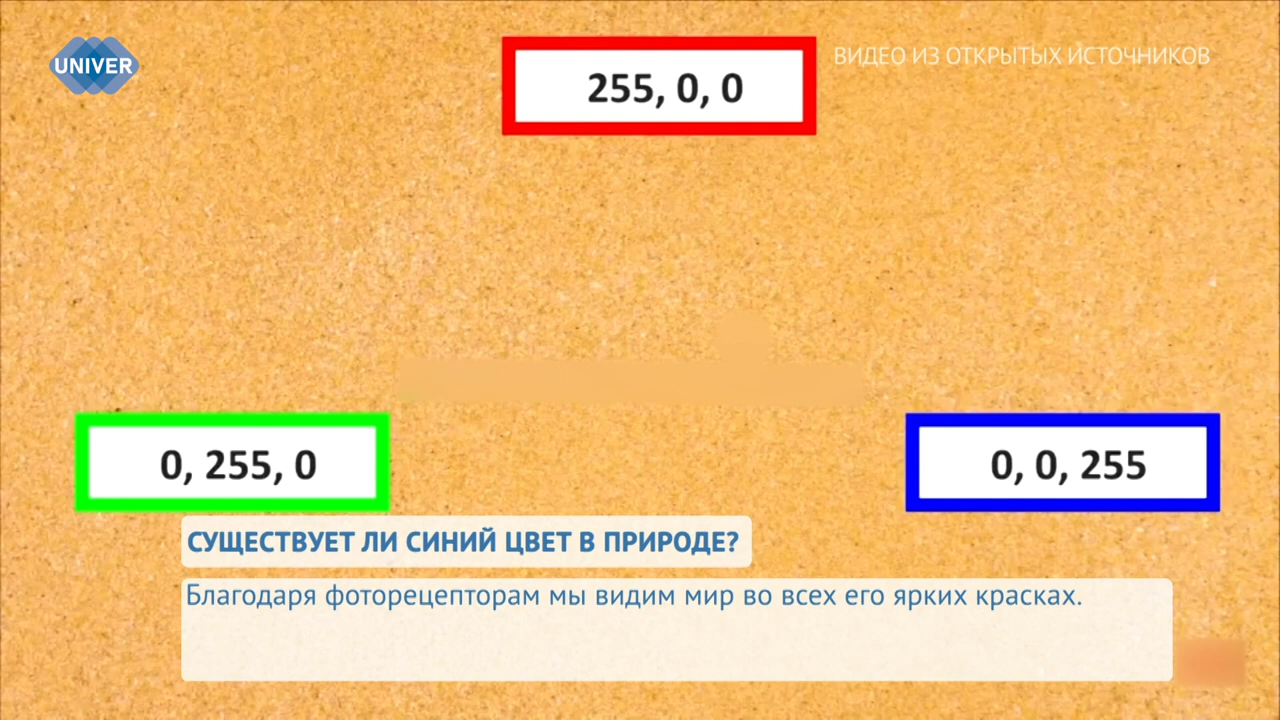 UNIVER
255, 0, 0
ВИДЕО ИЗ ОТКРЫТЫХ ИСТОЧНИКОВ
0, 255, 0
0, 0, 255
СУЩЕСТВУЕТ ЛИ СИНИЙ ЦВЕТ В ПРИРОДЕ?
Благодаря фоторецепторам мы видим мир во всех его ярких красках.